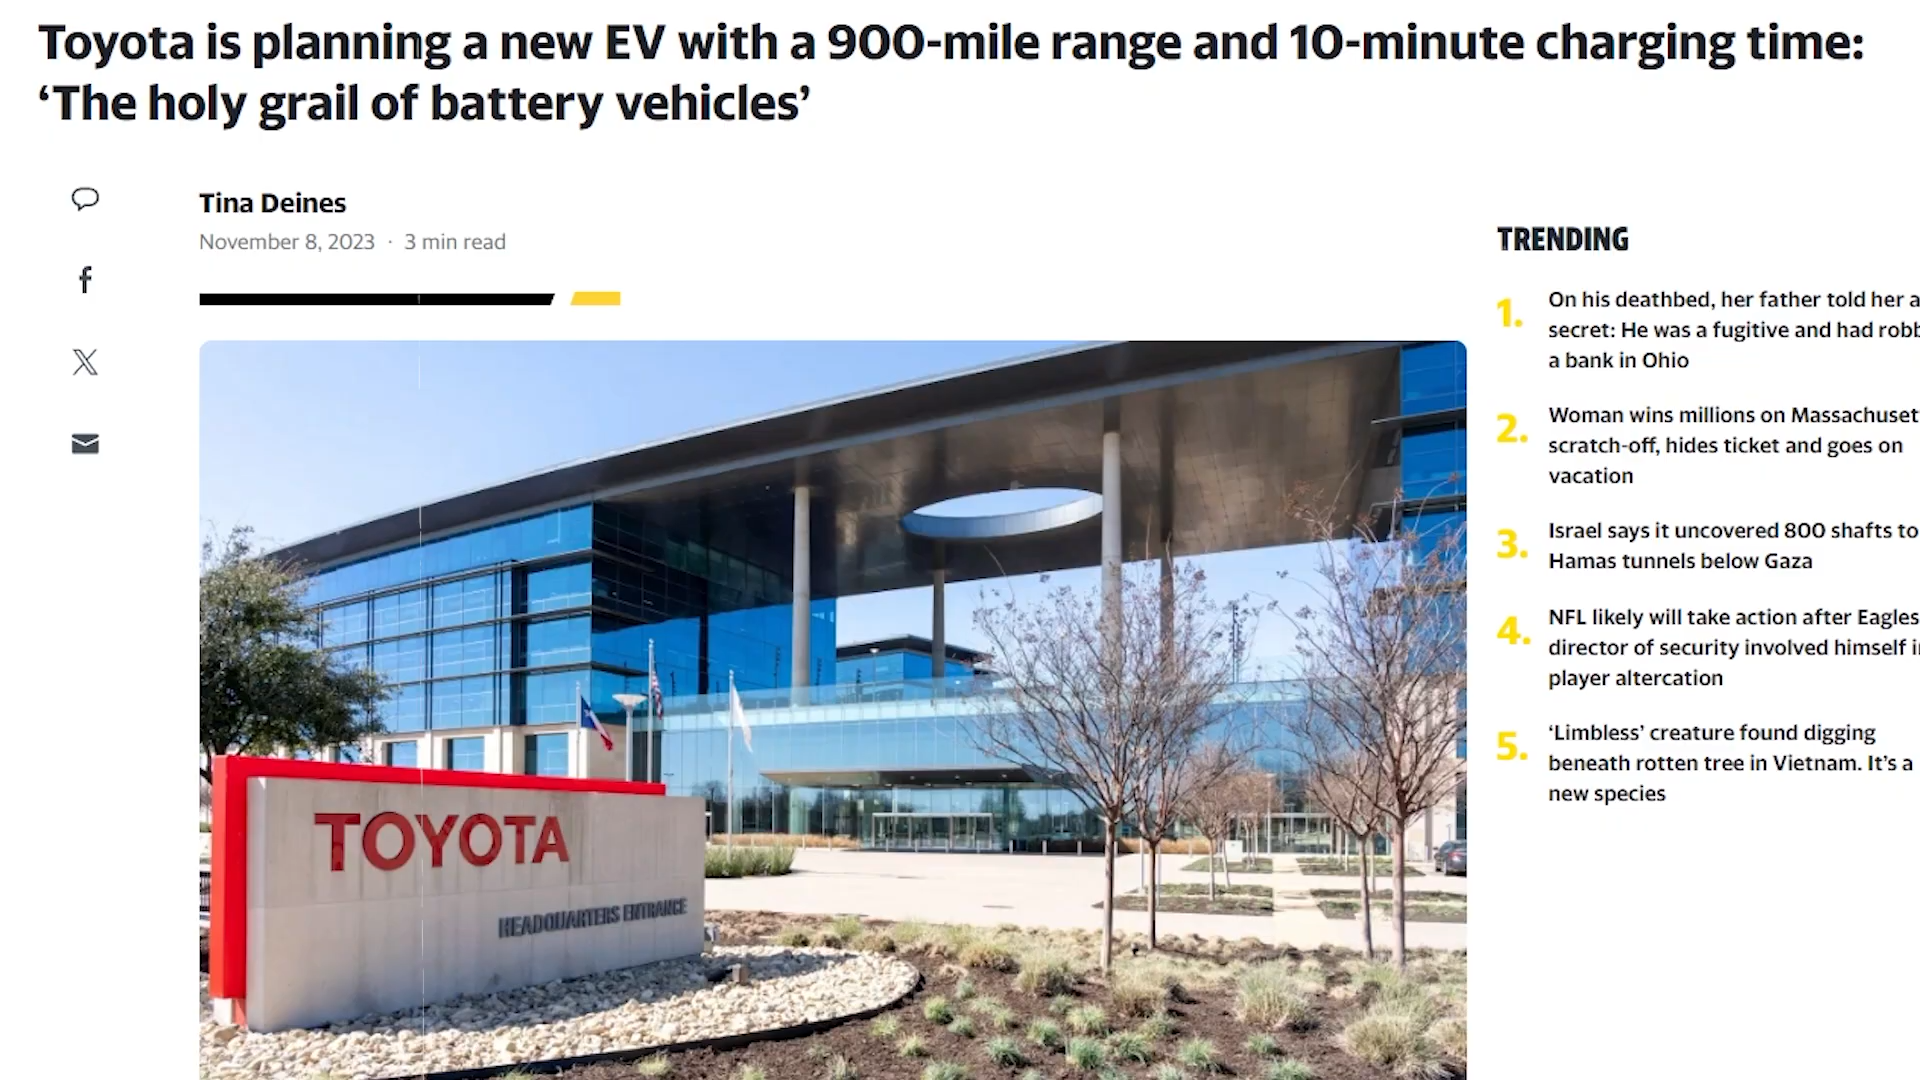 Toyota is planning a new EV with a 900-mile range and 10-minute charging time:
‘The holy grail of battery vehicles’
Tina Deines
November 8, 2023 · 3 min read
TOYOTA
HEADQUARTERS ENTRANCE
TRENDING
1. On his deathbed, her father told her a
secret: He was a fugitive and had robb
a bank in Ohio
2. Woman wins millions on Massachuset
scratch-off, hides ticket and goes on
vacation
3. Israel says it uncovered 800 shafts to
Hamas tunnels below Gaza
4. NFL likely will take action after Eagles
director of security involved himself i
player altercation
5. ‘Limbless’ creature found digging
beneath rotten tree in Vietnam. It’s a
new species